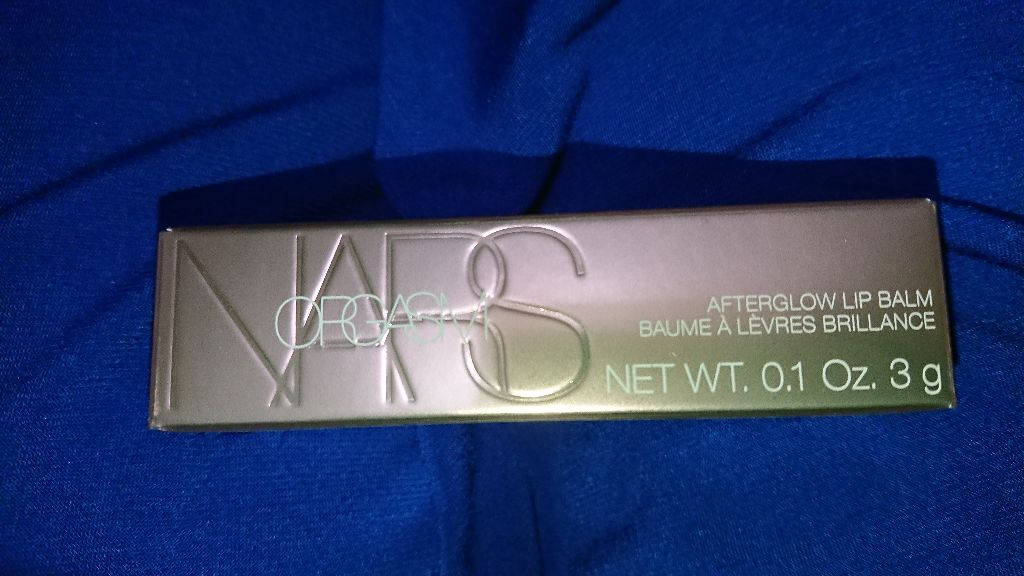 NARS
ORGASM
AFTERGLOW LIP BALM
BAUME À LÈVRES BRILLANCE
NET WT. 0.1 Oz. 3 g